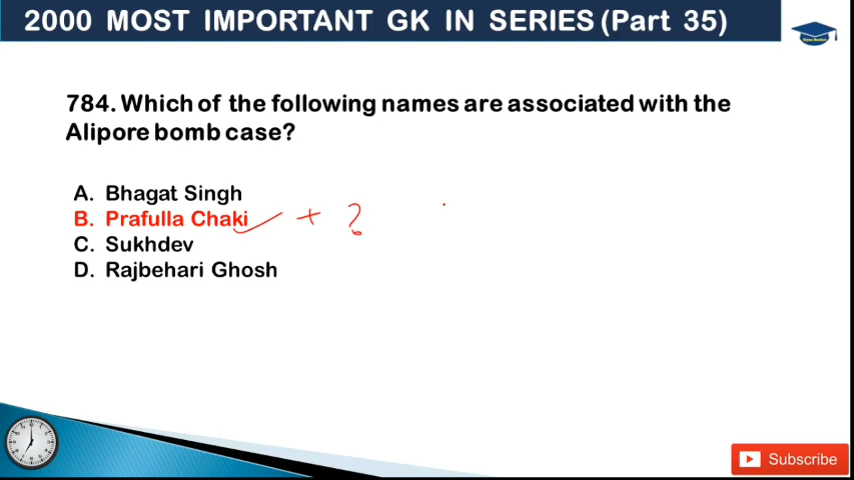 2000 MOST IMPORTANT GK IN SERIES (Part 35)
784. Which of the following names are associated with the
Alipore bomb case?
A. Bhagat Singh
B. Prafulla Chaki + ?
C. Sukhdev
D. Rajbehari Ghosh
Subscribe